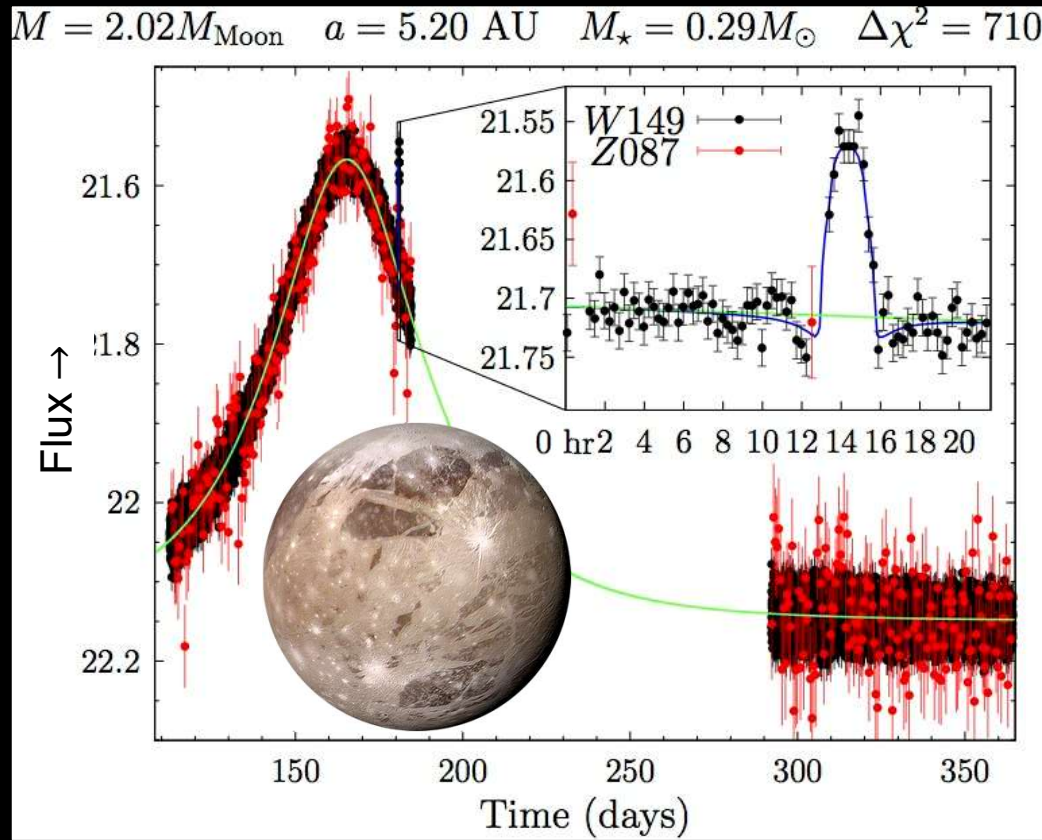 M = 2.02M_Moon a = 5.20 AU M⋆ = 0.29M⊙ Δχ² = 710
21.6
21.8
22
22.2
Flux →
150
200
250
300
350
Time (days)
W149
Z087
21.55
21.6
21.65
21.7
21.75
0 hr 2 4 6 8 10 12 14 16 18 20